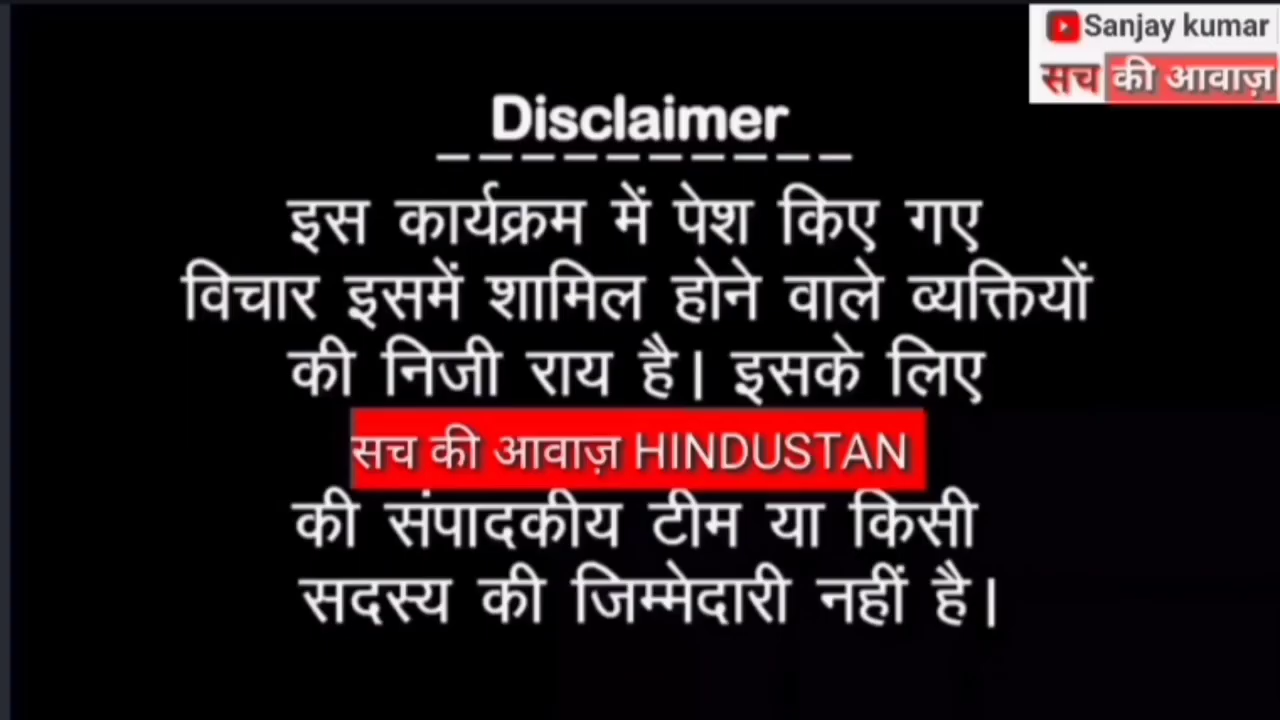 Sanjay kumar
सच की आवाज़
Disclaimer
इस कार्यक्रम में पेश किए गए
विचार इसमें शामिल होने वाले व्यक्तियों
की निजी राय है। इसके लिए
सच की आवाज़ HINDUSTAN
की संपादकीय टीम या किसी
सदस्य की जिम्मेदारी नहीं है।